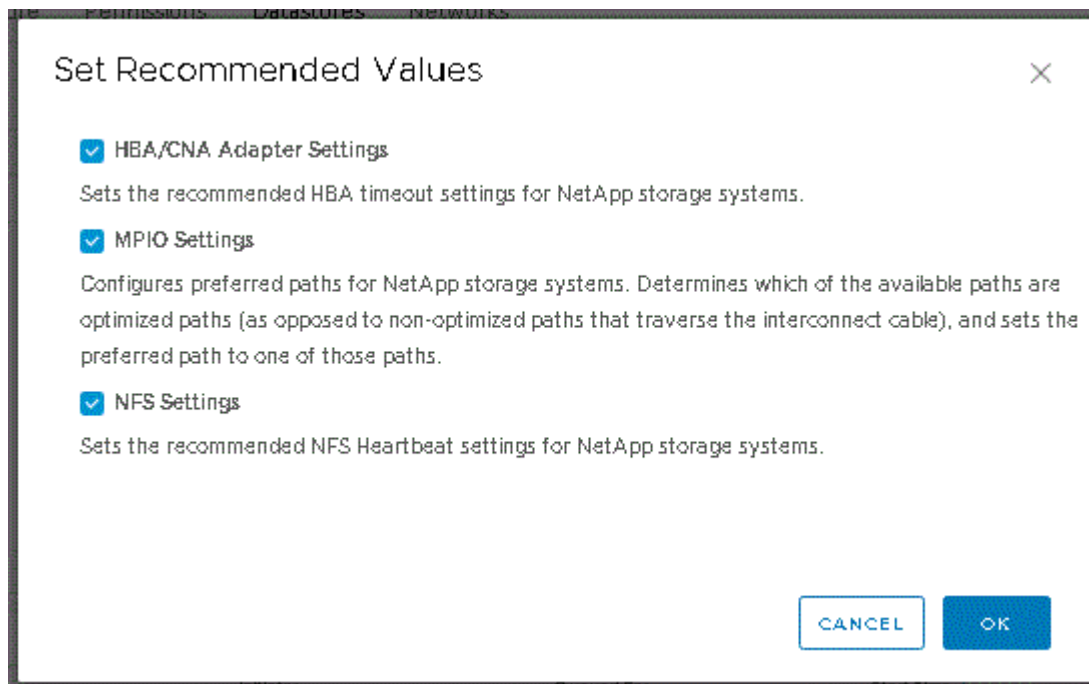 Permissions Datastores Networks
Set Recommended Values
HBA/CNA Adapter Settings
Sets the recommended HBA timeout settings for NetApp storage systems.
MPIO Settings
Configures preferred paths for NetApp storage systems. Determines which of the available paths are
optimized paths (as opposed to non-optimized paths that traverse the interconnect cable), and sets the
preferred path to one of those paths.
NFS Settings
Sets the recommended NFS Heartbeat settings for NetApp storage systems.
CANCEL OK